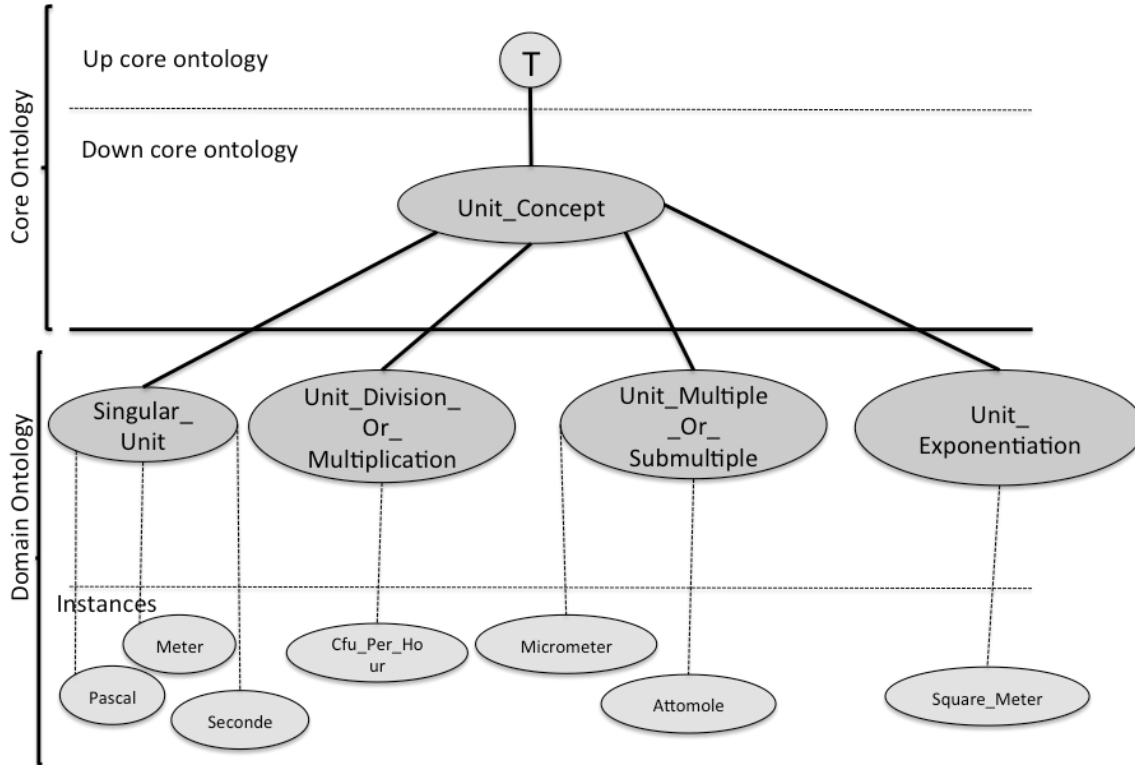 Core Ontology
Up core ontology
T
Down core ontology
Unit_Concept
Domain Ontology
Singular_
Unit
Unit_Division_
Or_
Multiplication
Unit_Multiple
_Or_
Submultiple
Unit_
Exponentiation
Instances
Meter
Pascal
Seconde
Cfu_Per_Ho
ur
Micrometer
Attomole
Square_Meter